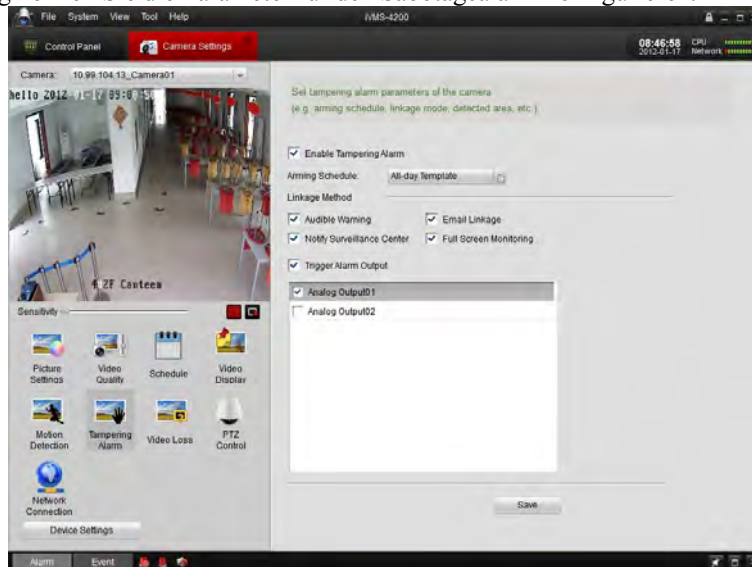 File System View Tool Help iVMS-4200
Control Panel Camera Settings 08:46:58 CPU
2012-01-17 Network
Camera: 10.99.104.13_Camera01
hello 2012
4 2F Canteen
Sensitivity
Picture Settings
Video Quality
Schedule
Video Display
Motion Detection
Tampering Alarm
Video Loss
PTZ Control
Network Connection
Device Settings
Set tampering alarm parameters of the camera
(e.g. arming schedule, linkage mode, detected area, etc.)
Enable Tampering Alarm
Arming Schedule: All-day Template
Linkage Method
Audible Warning Email Linkage
Notify Surveillance Center Full Screen Monitoring
Trigger Alarm Output
Analog Output01
Analog Output02
Save
Alarm Event